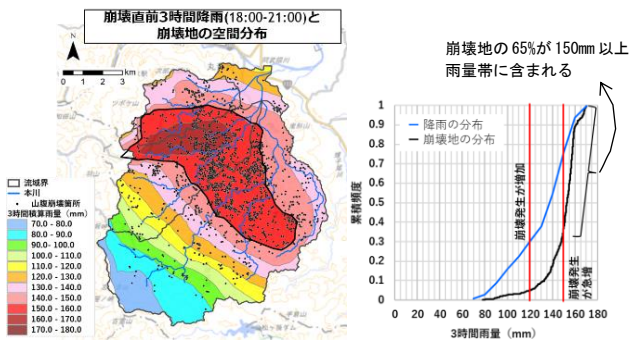 崩壊直前3時間降雨(18:00-21:00)と
崩壊地の空間分布
N
0 1 2 3
km
流域界
本川
山腹崩壊箇所
3時間積算雨量（mm）
70.0 - 80.0
80.0 - 90.0
90.0- 100.0
100.0 - 110.0
110.0 - 120.0
120.0 - 130.0
130.0 - 140.0
140.0 - 150.0
150.0 - 160.0
160.0 - 170.0
170.0 - 180.0
崩壊地の 65%が 150mm 以上
雨量帯に含まれる
降雨の分布
崩壊地の分布
崩壊発生が増加
崩壊発生
が急増
累積頻度
1
0.9
0.8
0.7
0.6
0.5
0.4
0.3
0.2
0.1
0
0 20 40 60 80 100 120 140 160 180
3時間雨量（mm）